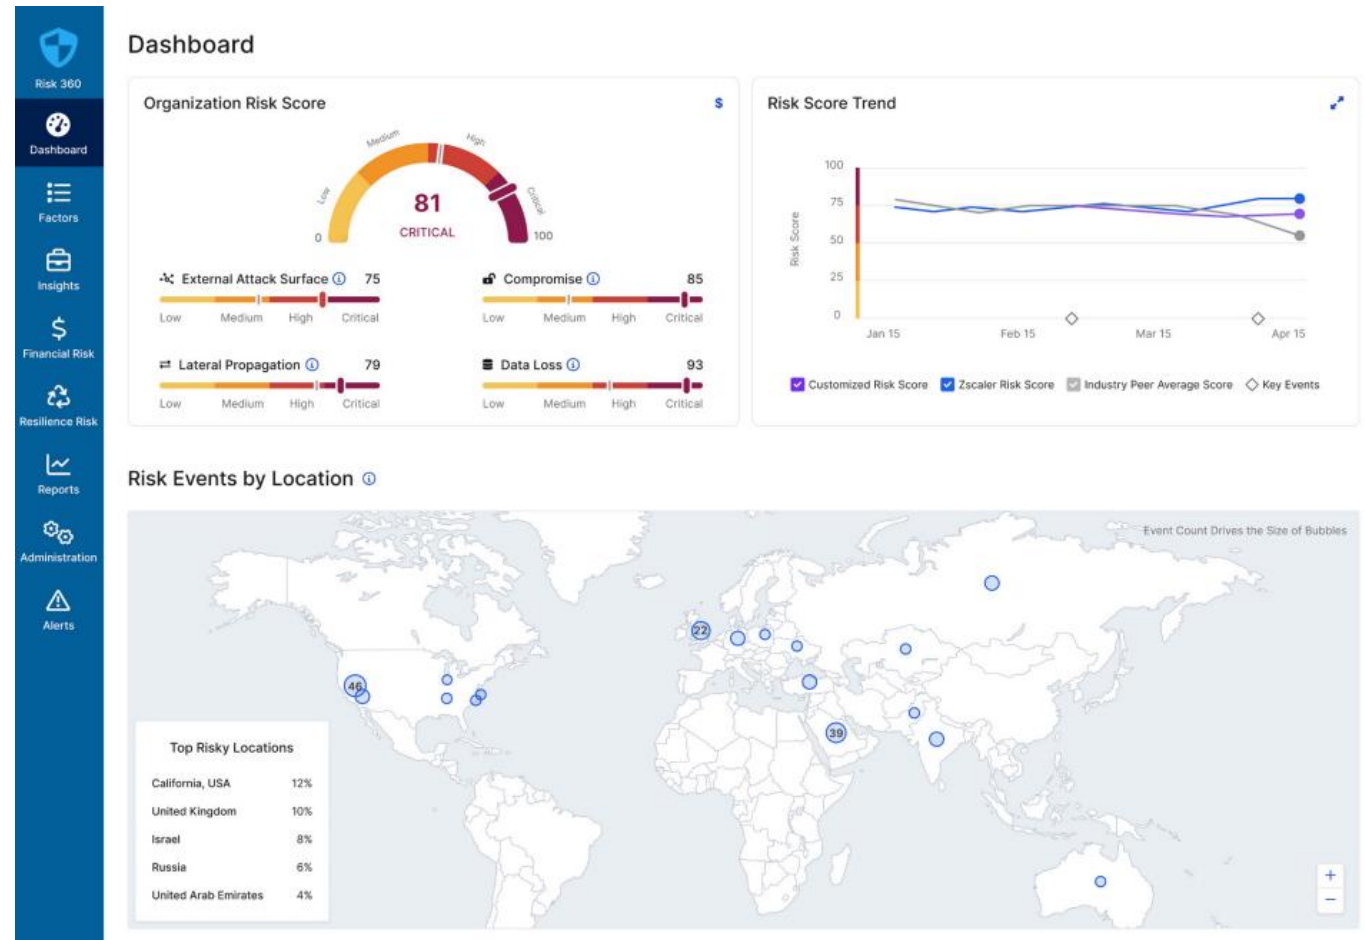 Risk 360
Dashboard
Factors
Insights
Financial Risk
Resilience Risk
Reports
Administration
Alerts
Dashboard
Organization Risk Score
$
Low
Medium
High
Critical
0
81
CRITICAL
100
External Attack Surface 75
Low Medium High Critical
Compromise 85
Low Medium High Critical
Lateral Propagation 79
Low Medium High Critical
Data Loss 93
Low Medium High Critical
Risk Score Trend
Risk Score
100
75
50
25
0
Jan 15 Feb 15 Mar 15 Apr 15
Customized Risk Score Zscaler Risk Score Industry Peer Average Score Key Events
Risk Events by Location
Event Count Drives the Size of Bubbles
22
46
39
Top Risky Locations
California, USA 12%
United Kingdom 10%
Israel 8%
Russia 6%
United Arab Emirates 4%
+
−